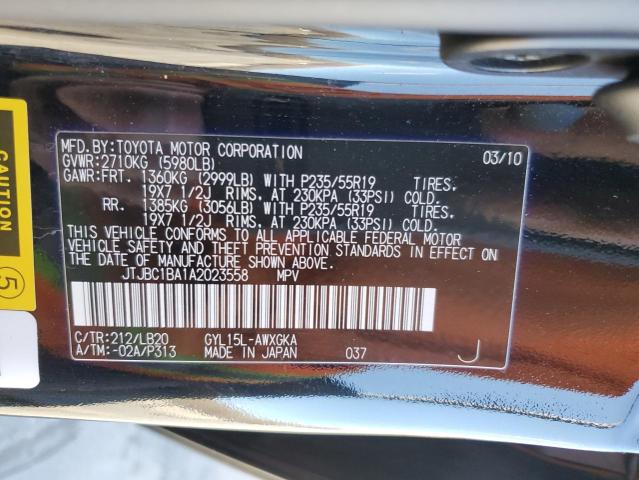 MFD.BY:TOYOTA MOTOR CORPORATION 03/10
GVWR:2710KG (5980LB)
GAWR:FRT. 1360KG (2999LB) WITH P235/55R19 TIRES.
19X7 1/2J RIMS. AT 230KPA (33PSI) COLD.
RR. 1385KG (3056LB) WITH P235/55R19 TIRES.
19X7 1/2J RIMS. AT 230KPA (33PSI) COLD.
THIS VEHICLE CONFORMS TO ALL APPLICABLE FEDERAL MOTOR
VEHICLE SAFETY AND THEFT PREVENTION STANDARDS IN EFFECT ON
THE DATE OF MANUFACTURE SHOWN ABOVE.
JTJBC1BA1A2023558 MPV
C/TR:212/LB20 GYL15L-AWXGKA
A/TM:-02A/P313 MADE IN JAPAN 037 J
CAUTION
5